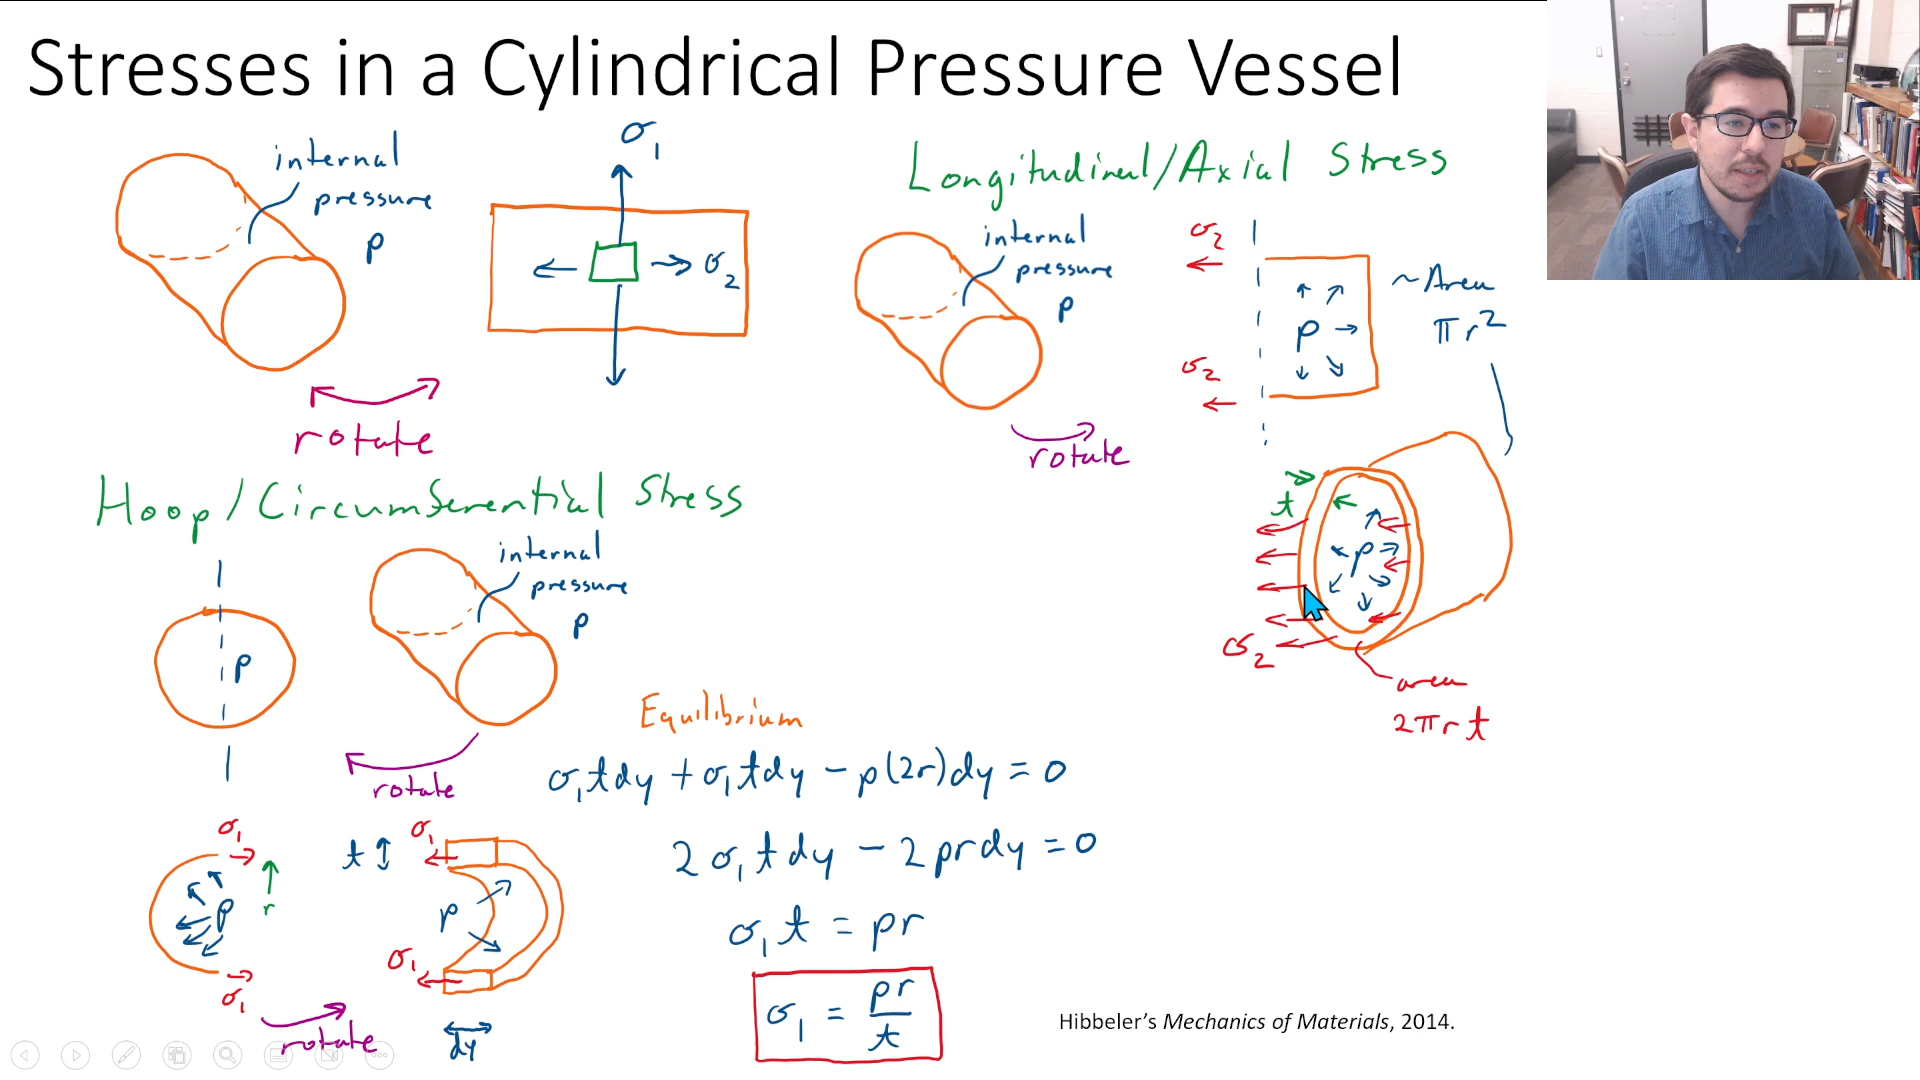 Stresses in a Cylindrical Pressure Vessel
internal
pressure
p
σ₁
σ₂
rotate
Longitudinal/Axial Stress
internal
pressure
p
rotate
σ₂
σ₂
p
~Area
πr²
t
p
σ₂
area
2πrt
Hoop/Circumferential Stress
p
internal
pressure
p
rotate
σ₁
p
r
σ₁
rotate
t
σ₁
p
σ₁
dy
Equilibrium
σ₁tdy + σ₁tdy − p(2r)dy = 0
2σ₁tdy − 2prdy = 0
σ₁t = pr
σ₁ = pr/t
Hibbeler’s Mechanics of Materials, 2014.